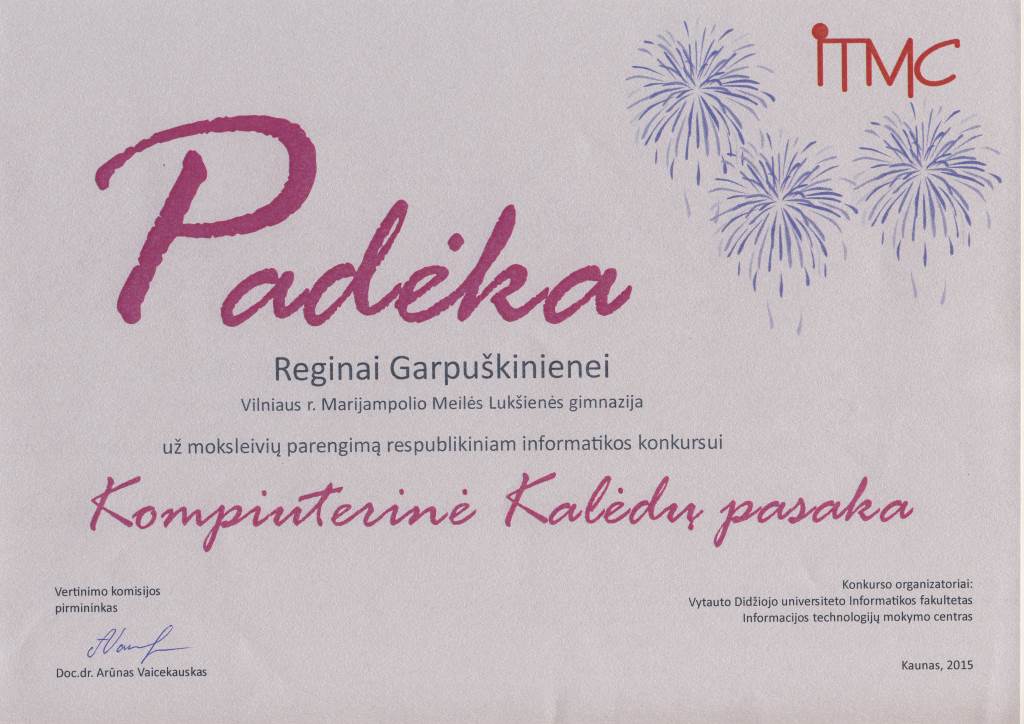 iTMC
Padėka
Reginai Garpuškinienei
Vilniaus r. Marijampolio Meilės Lukšienės gimnazija
už moksleivių parengimą respublikiniam informatikos konkursui
Kompiuterinė Kalėdų pasaka
Vertinimo komisijos
pirmininkas
Doc.dr. Arūnas Vaicekauskas
Konkurso organizatoriai:
Vytauto Didžiojo universiteto Informatikos fakultetas
Informacijos technologijų mokymo centras
Kaunas, 2015